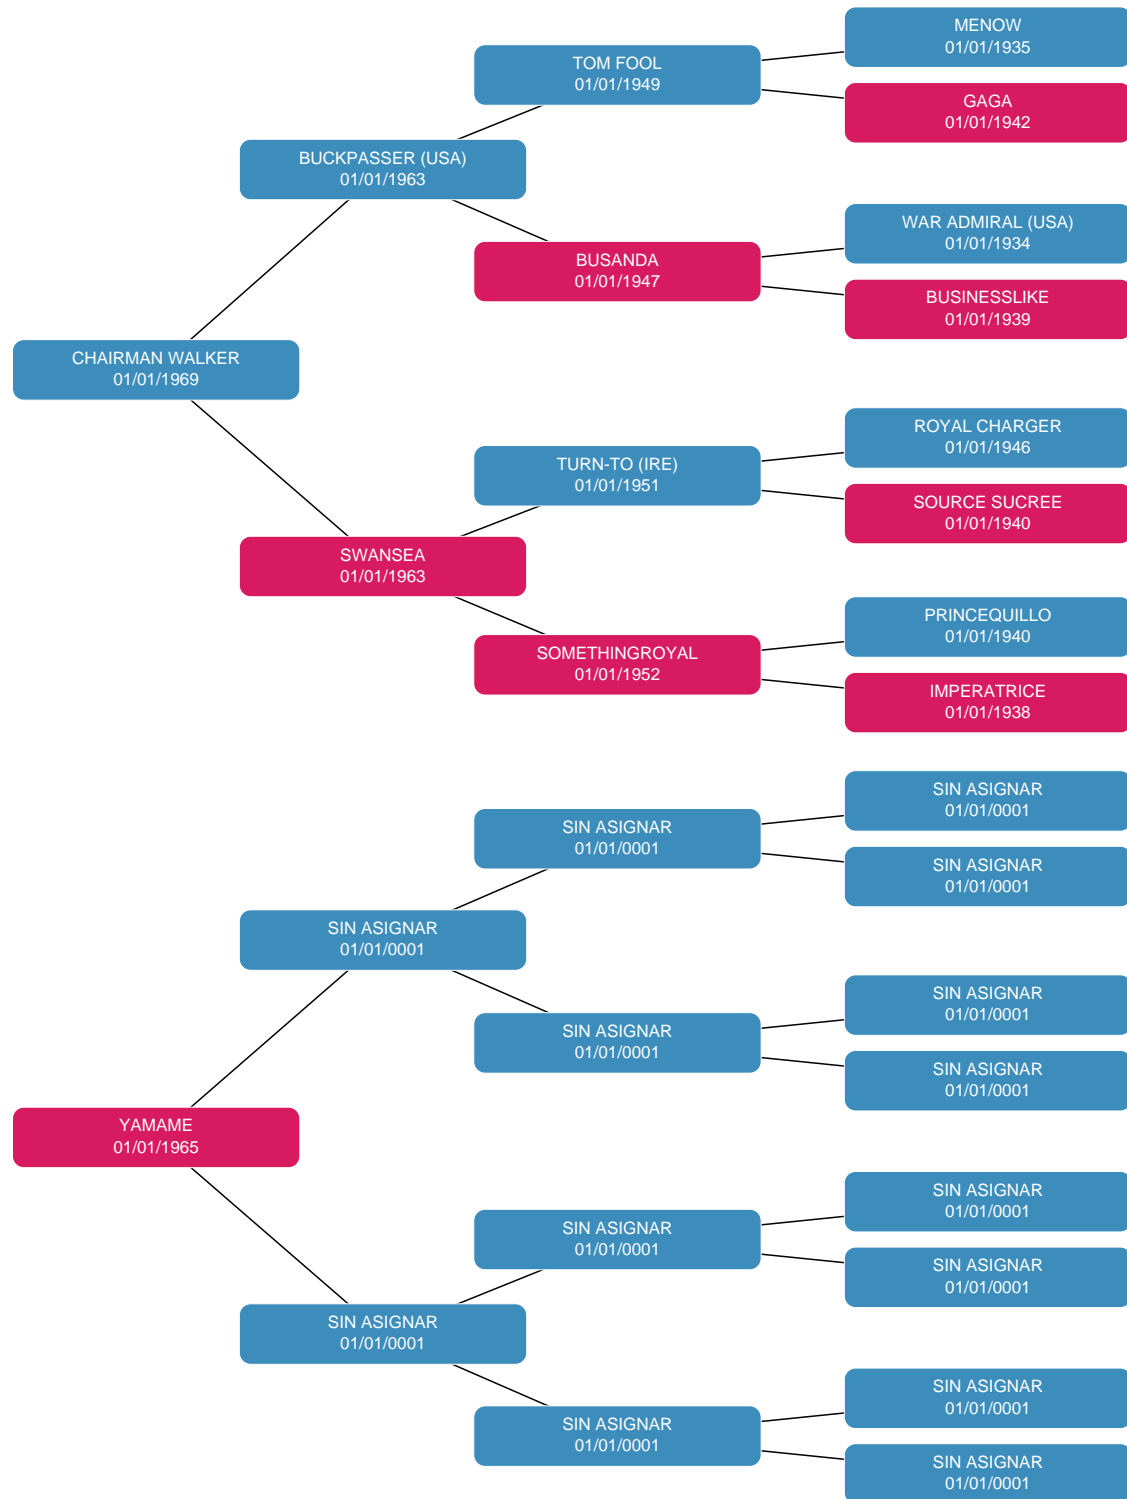 MENOW
01/01/1935
TOM FOOL
01/01/1949
GAGA
01/01/1942
BUCKPASSER (USA)
01/01/1963
WAR ADMIRAL (USA)
01/01/1934
BUSANDA
01/01/1947
BUSINESSLIKE
01/01/1939
CHAIRMAN WALKER
01/01/1969
ROYAL CHARGER
01/01/1946
TURN-TO (IRE)
01/01/1951
SOURCE SUCREE
01/01/1940
SWANSEA
01/01/1963
PRINCEQUILLO
01/01/1940
SOMETHINGROYAL
01/01/1952
IMPERATRICE
01/01/1938
SIN ASIGNAR
01/01/0001
SIN ASIGNAR
01/01/0001
SIN ASIGNAR
01/01/0001
SIN ASIGNAR
01/01/0001
SIN ASIGNAR
01/01/0001
SIN ASIGNAR
01/01/0001
SIN ASIGNAR
01/01/0001
YAMAME
01/01/1965
SIN ASIGNAR
01/01/0001
SIN ASIGNAR
01/01/0001
SIN ASIGNAR
01/01/0001
SIN ASIGNAR
01/01/0001
SIN ASIGNAR
01/01/0001
SIN ASIGNAR
01/01/0001
SIN ASIGNAR
01/01/0001